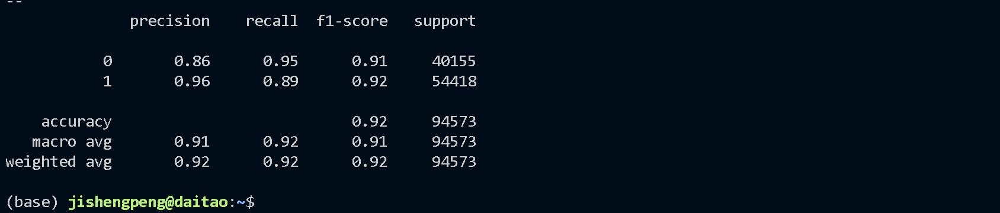 --
precision recall f1-score support
0 0.86 0.95 0.91 40155
1 0.96 0.89 0.92 54418
accuracy 0.92 94573
macro avg 0.91 0.92 0.91 94573
weighted avg 0.92 0.92 0.92 94573
(base) jishengpeng@daitao:~$